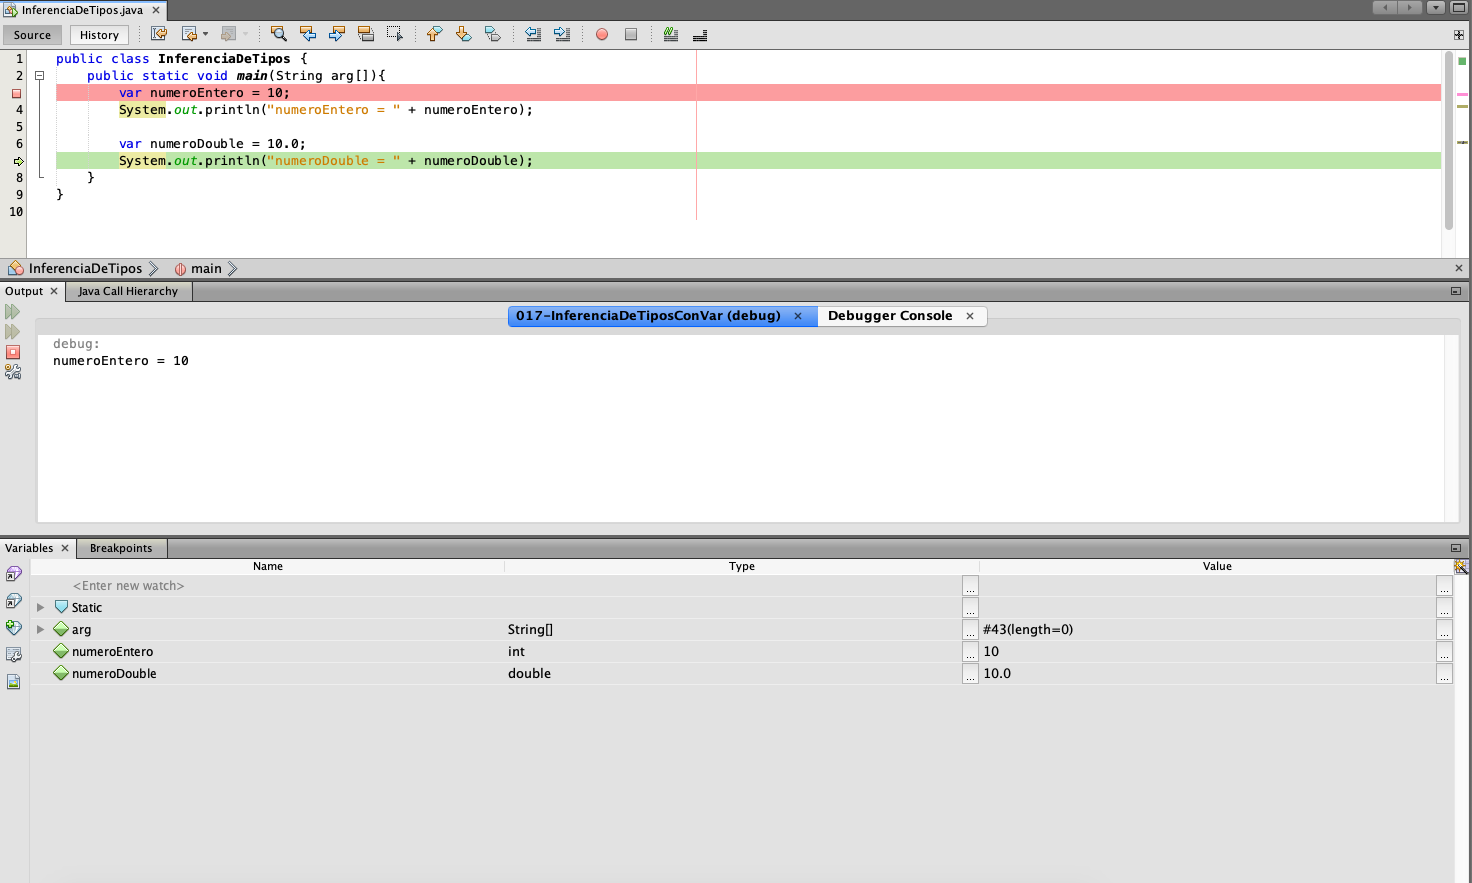 InferenciaDeTipos.java
Source History
1 public class InferenciaDeTipos {
2 public static void main(String arg[]){
var numeroEntero = 10;
4 System.out.println("numeroEntero = " + numeroEntero);
5
6 var numeroDouble = 10.0;
System.out.println("numeroDouble = " + numeroDouble);
8 }
9 }
10
InferenciaDeTipos main
Output Java Call Hierarchy
017-InferenciaDeTiposConVar (debug) Debugger Console
debug:
numeroEntero = 10
Variables Breakpoints
Name Type Value
<Enter new watch> ... ...
Static ... ...
arg String[] ... #43(length=0) ...
numeroEntero int ... 10 ...
numeroDouble double ... 10.0 ...